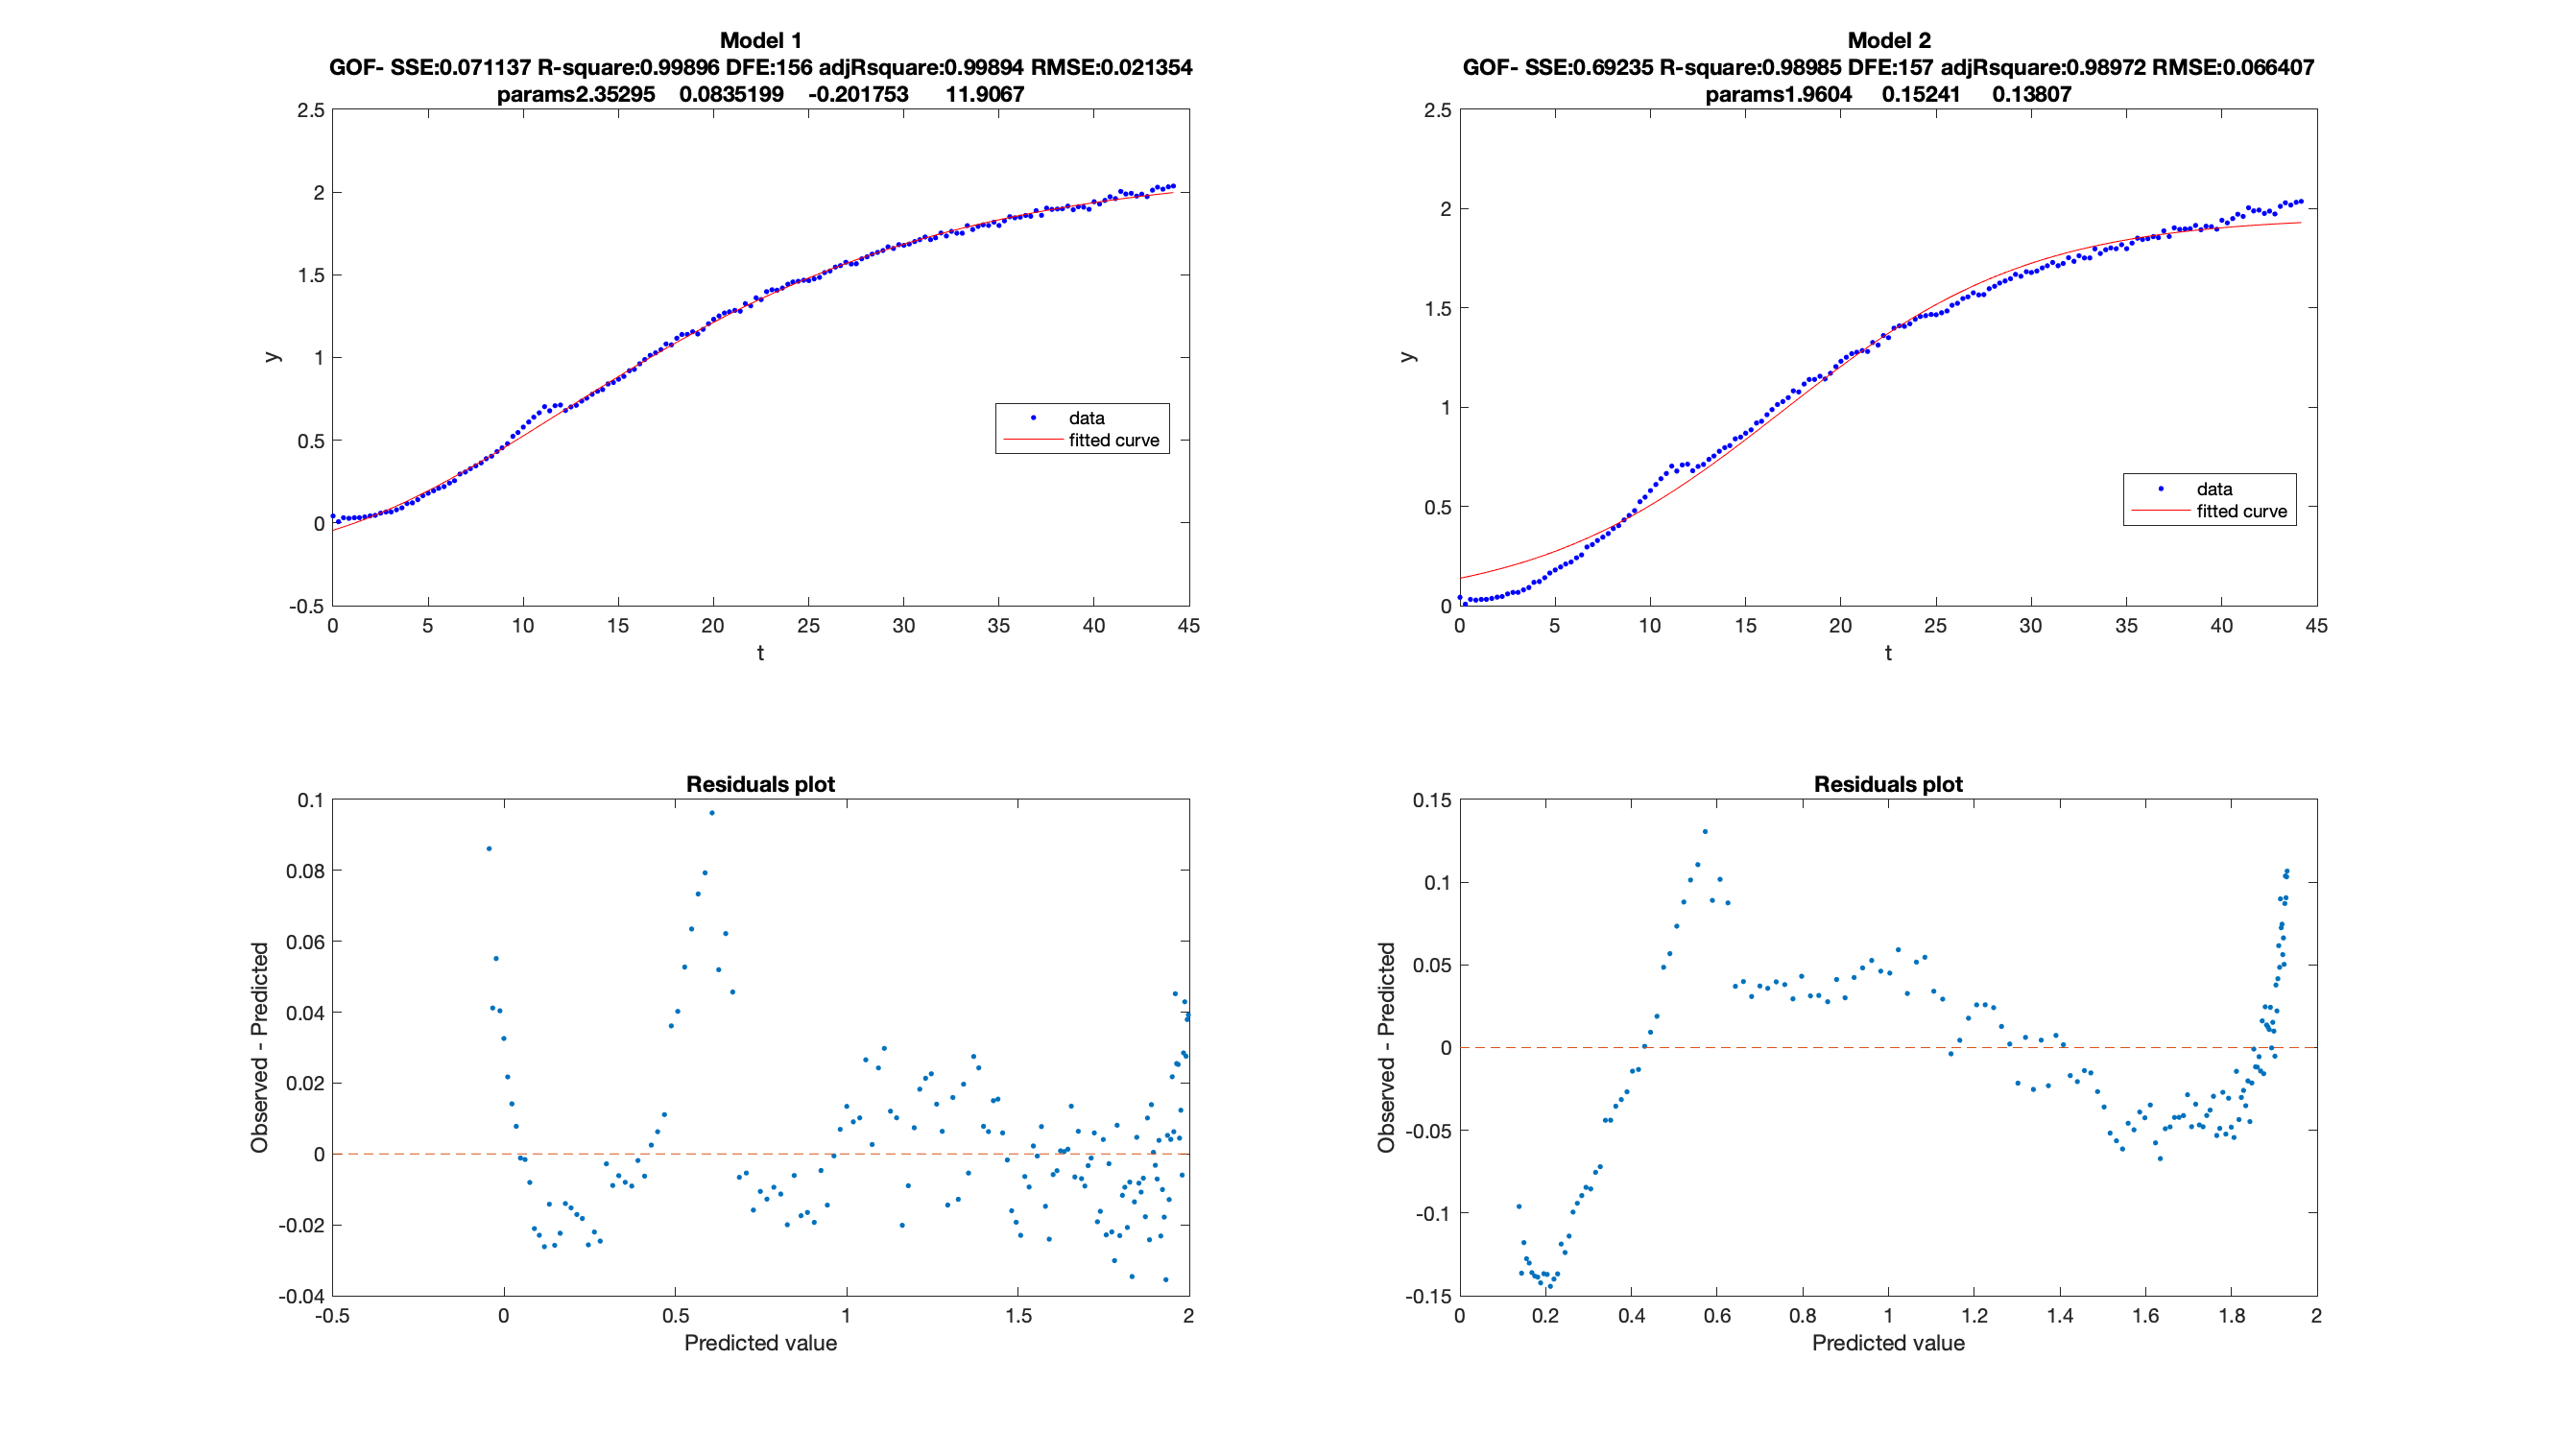 Model 1
GOF- SSE:0.071137 R-square:0.99896 DFE:156 adjRsquare:0.99894 RMSE:0.021354
params2.35295 0.0835199 -0.201753 11.9067
2.5
2
1.5
1
0.5
0
-0.5
y
0 5 10 15 20 25 30 35 40 45
t
data
fitted curve
Model 2
GOF- SSE:0.69235 R-square:0.98985 DFE:157 adjRsquare:0.98972 RMSE:0.066407
params1.9604 0.15241 0.13807
2.5
2
1.5
1
0.5
0
y
0 5 10 15 20 25 30 35 40 45
t
data
fitted curve
Residuals plot
0.1
0.08
0.06
0.04
0.02
0
-0.02
-0.04
Observed - Predicted
-0.5 0 0.5 1 1.5 2
Predicted value
Residuals plot
0.15
0.1
0.05
0
-0.05
-0.1
-0.15
Observed - Predicted
0 0.2 0.4 0.6 0.8 1 1.2 1.4 1.6 1.8 2
Predicted value